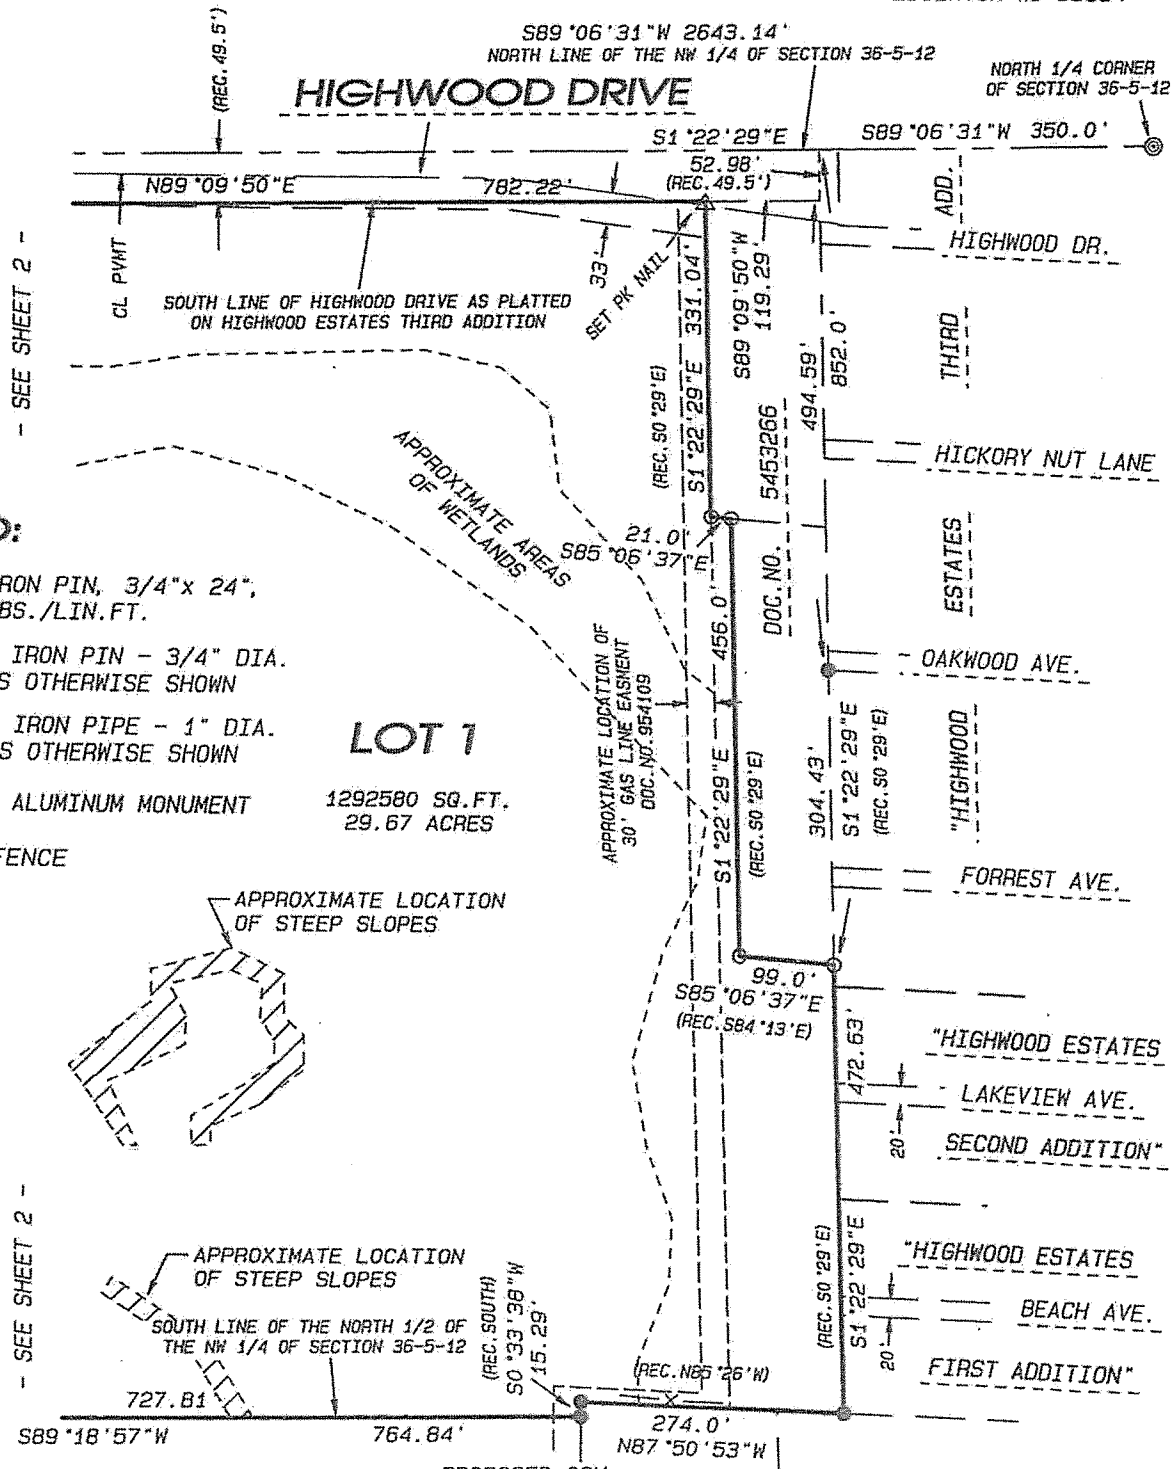 S89°06'31"W 2643.14'
NORTH LINE OF THE NW 1/4 OF SECTION 36-5-12
NORTH 1/4 CORNER
OF SECTION 36-5-12
(REC.49.5')
HIGHWOOD DRIVE
S1°22'29"E
52.98'
(REC.49.5')
S89°06'31"W 350.0'
N89°09'50"E 782.22'
CL PVMT
- SEE SHEET 2 -
SOUTH LINE OF HIGHWOOD DRIVE AS PLATTED
ON HIGHWOOD ESTATES THIRD ADDITION
33'
SET PK NAIL
S1°22'29"E 331.04'
(REC.S0°29'E)
S89°09'50"W
119.29'
494.59'
852.0'
ADD.
HIGHWOOD DR.
THIRD
HICKORY NUT LANE
ESTATES
DOC.NO. 5453266
APPROXIMATE AREAS
OF WETLANDS
21.0'
S85°06'37"E
D:
RON PIN, 3/4"x 24",
BS./LIN.FT.
IRON PIN - 3/4" DIA.
S OTHERWISE SHOWN
IRON PIPE - 1" DIA.
S OTHERWISE SHOWN
ALUMINUM MONUMENT
FENCE
LOT 1
1292580 SQ.FT.
29.67 ACRES
APPROXIMATE LOCATION OF
30' GAS LINE EASMENT
DOC.NO.954109
456.0'
S1°22'29"E
(REC.S0°29'E)
OAKWOOD AVE.
304.43'
S1°22'29"E
(REC.S0°29'E)
"HIGHWOOD
FORREST AVE.
APPROXIMATE LOCATION
OF STEEP SLOPES
99.0'
S85°06'37"E
(REC.S84°13'E)
472.63'
"HIGHWOOD ESTATES
LAKEVIEW AVE.
20'
SECOND ADDITION"
- SEE SHEET 2 -
APPROXIMATE LOCATION
OF STEEP SLOPES
SOUTH LINE OF THE NORTH 1/2 OF
THE NW 1/4 OF SECTION 36-5-12
(REC.SOUTH)
S0°33'38"W
15.29'
(REC.N85°26'W)
(REC.S0°29'E)
S1°22'29"E
"HIGHWOOD ESTATES
BEACH AVE.
20'
FIRST ADDITION"
727.81
S89°18'57"W
764.84'
274.0'
N87°50'53"W